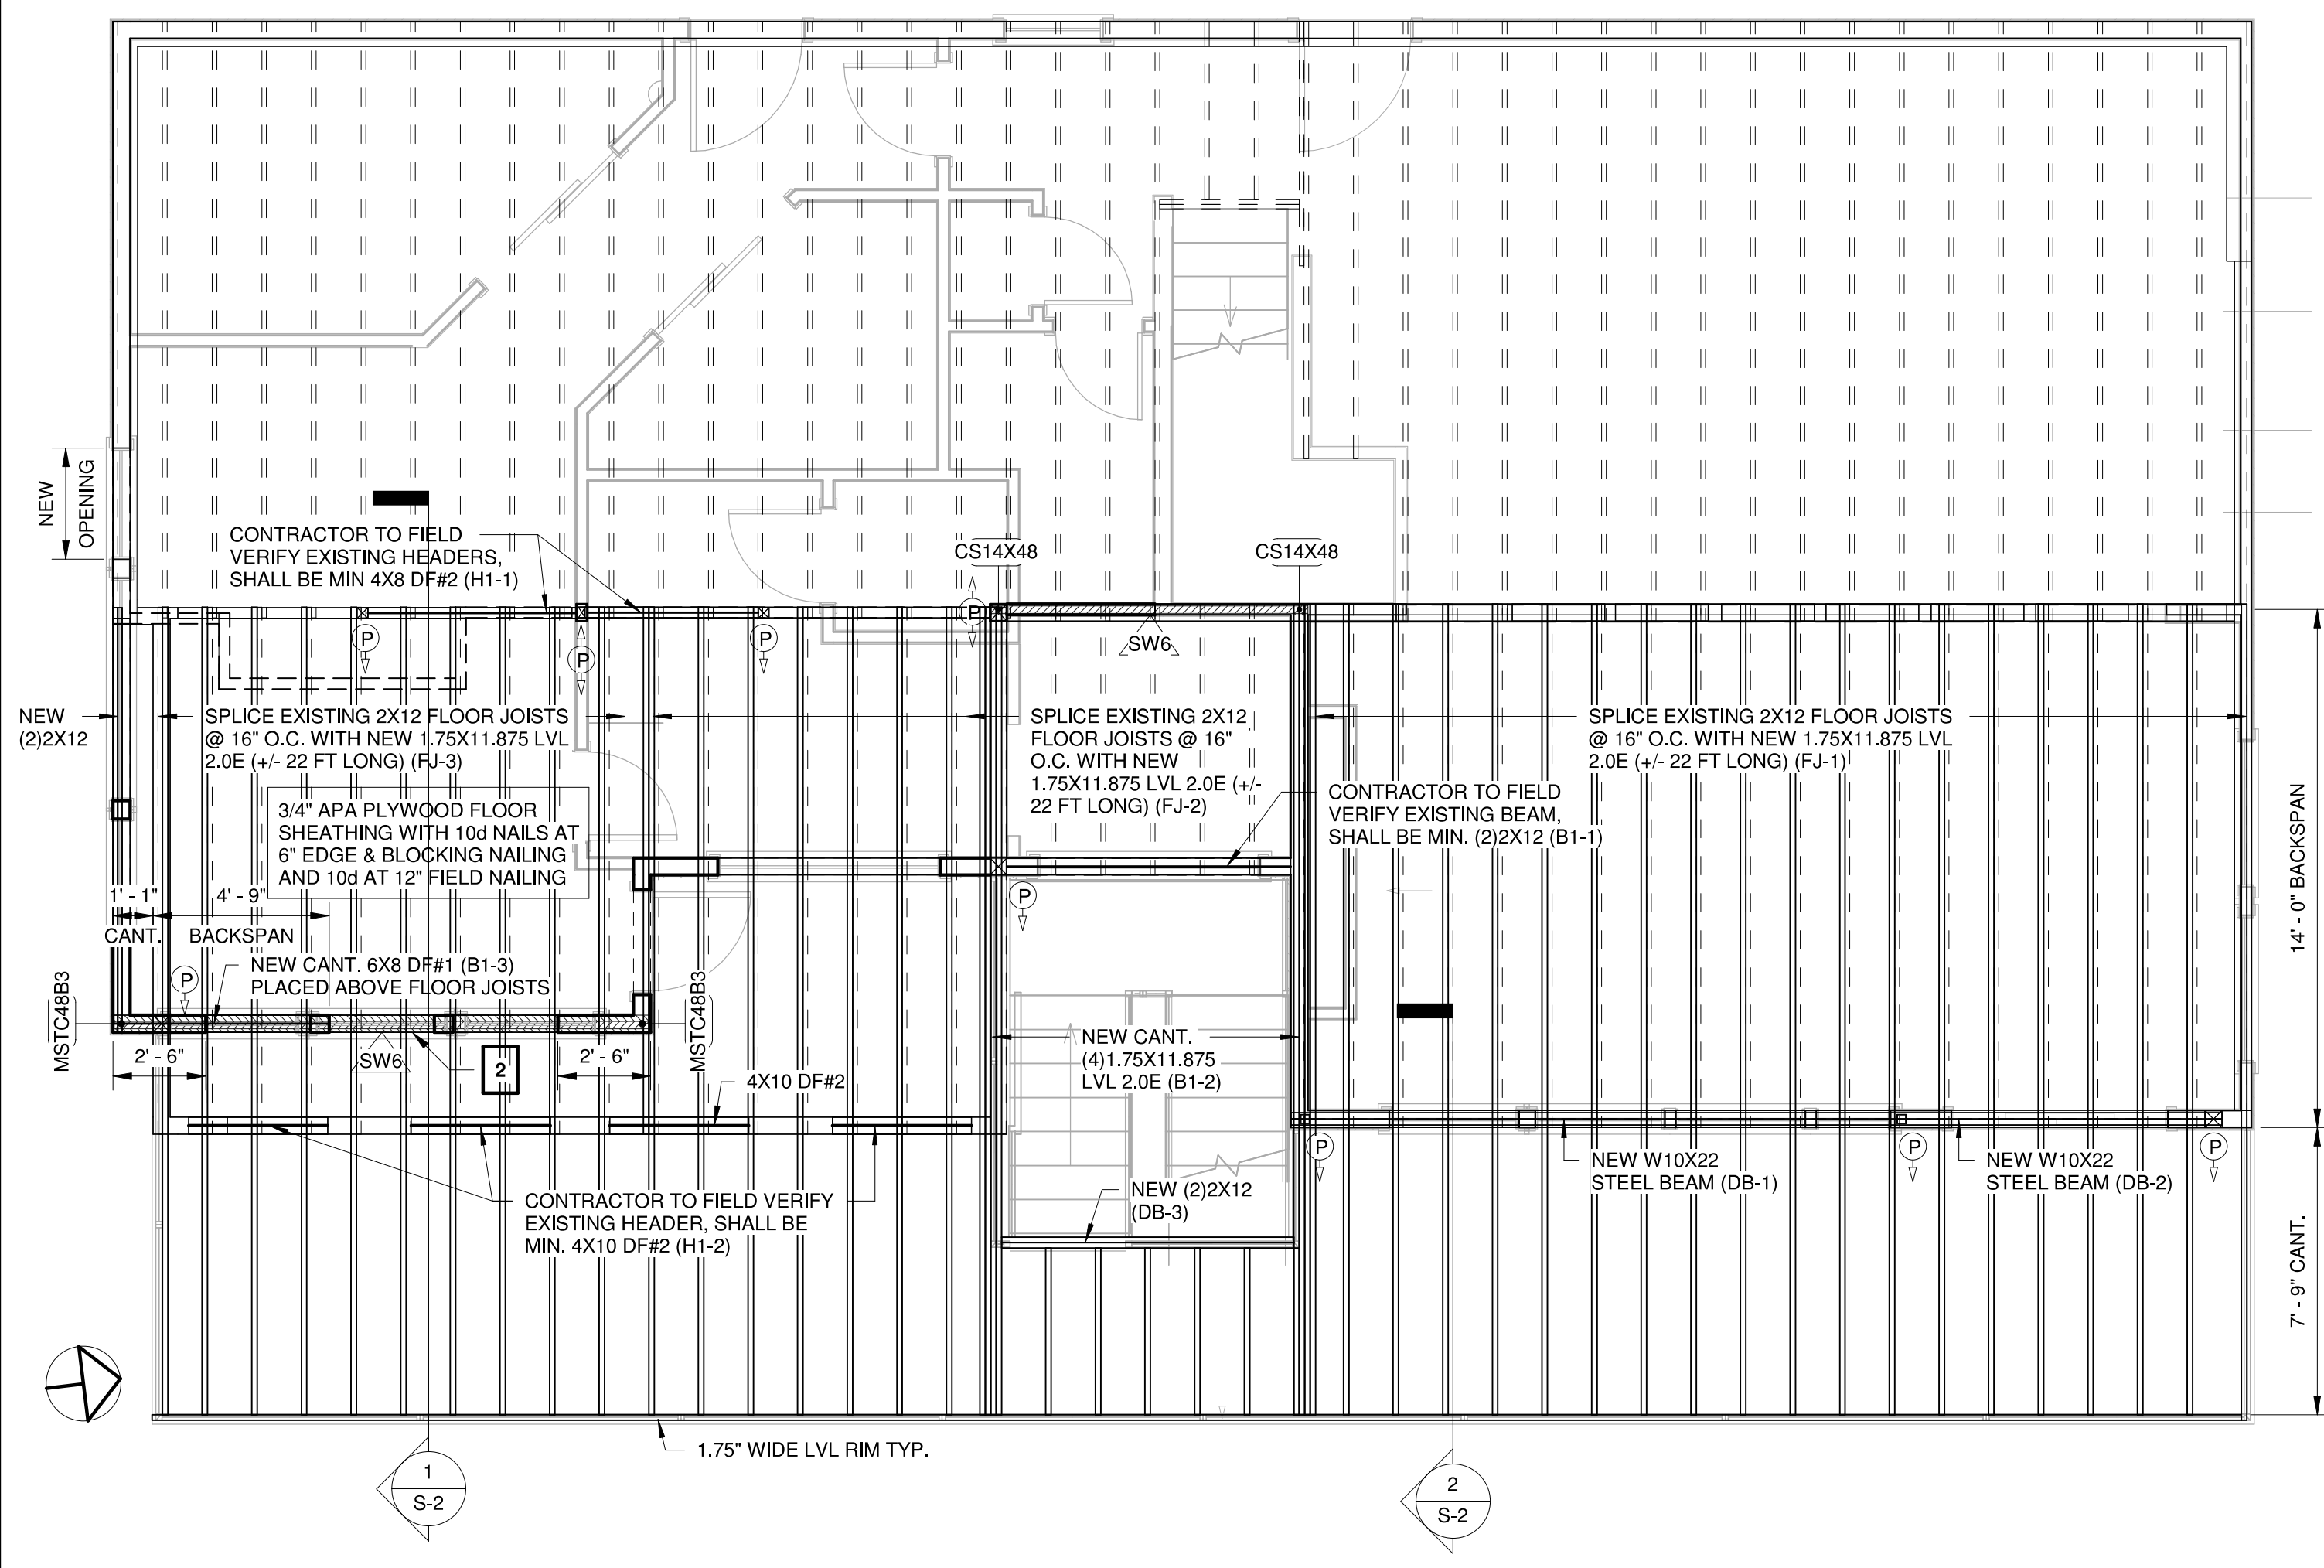 NEW
OPENING
CONTRACTOR TO FIELD
VERIFY EXISTING HEADERS,
SHALL BE MIN 4X8 DF#2 (H1-1)
CS14X48
CS14X48
P
P
P
P
SW6
NEW
(2)2X12
SPLICE EXISTING 2X12 FLOOR JOISTS
@ 16" O.C. WITH NEW 1.75X11.875 LVL
2.0E (+/- 22 FT LONG) (FJ-3)
SPLICE EXISTING 2X12
FLOOR JOISTS @ 16"
O.C. WITH NEW
1.75X11.875 LVL 2.0E (+/-
22 FT LONG) (FJ-2)
SPLICE EXISTING 2X12 FLOOR JOISTS
@ 16" O.C. WITH NEW 1.75X11.875 LVL
2.0E (+/- 22 FT LONG) (FJ-1)
3/4" APA PLYWOOD FLOOR
SHEATHING WITH 10d NAILS AT
6" EDGE & BLOCKING NAILING
AND 10d AT 12" FIELD NAILING
CONTRACTOR TO FIELD
VERIFY EXISTING BEAM,
SHALL BE MIN. (2)2X12 (B1-1)
14' - 0" BACKSPAN
1' - 1"
CANT.
4' - 9"
BACKSPAN
P
NEW CANT. 6X8 DF#1 (B1-3)
PLACED ABOVE FLOOR JOISTS
P
MSTC48B3
MSTC48B3
2' - 6"
SW6
2
2' - 6"
4X10 DF#2
NEW CANT.
(4)1.75X11.875
LVL 2.0E (B1-2)
P
P
P
NEW W10X22
STEEL BEAM (DB-1)
NEW W10X22
STEEL BEAM (DB-2)
NEW (2)2X12
(DB-3)
CONTRACTOR TO FIELD VERIFY
EXISTING HEADER, SHALL BE
MIN. 4X10 DF#2 (H1-2)
7' - 9" CANT.
1.75" WIDE LVL RIM TYP.
1
S-2
2
S-2